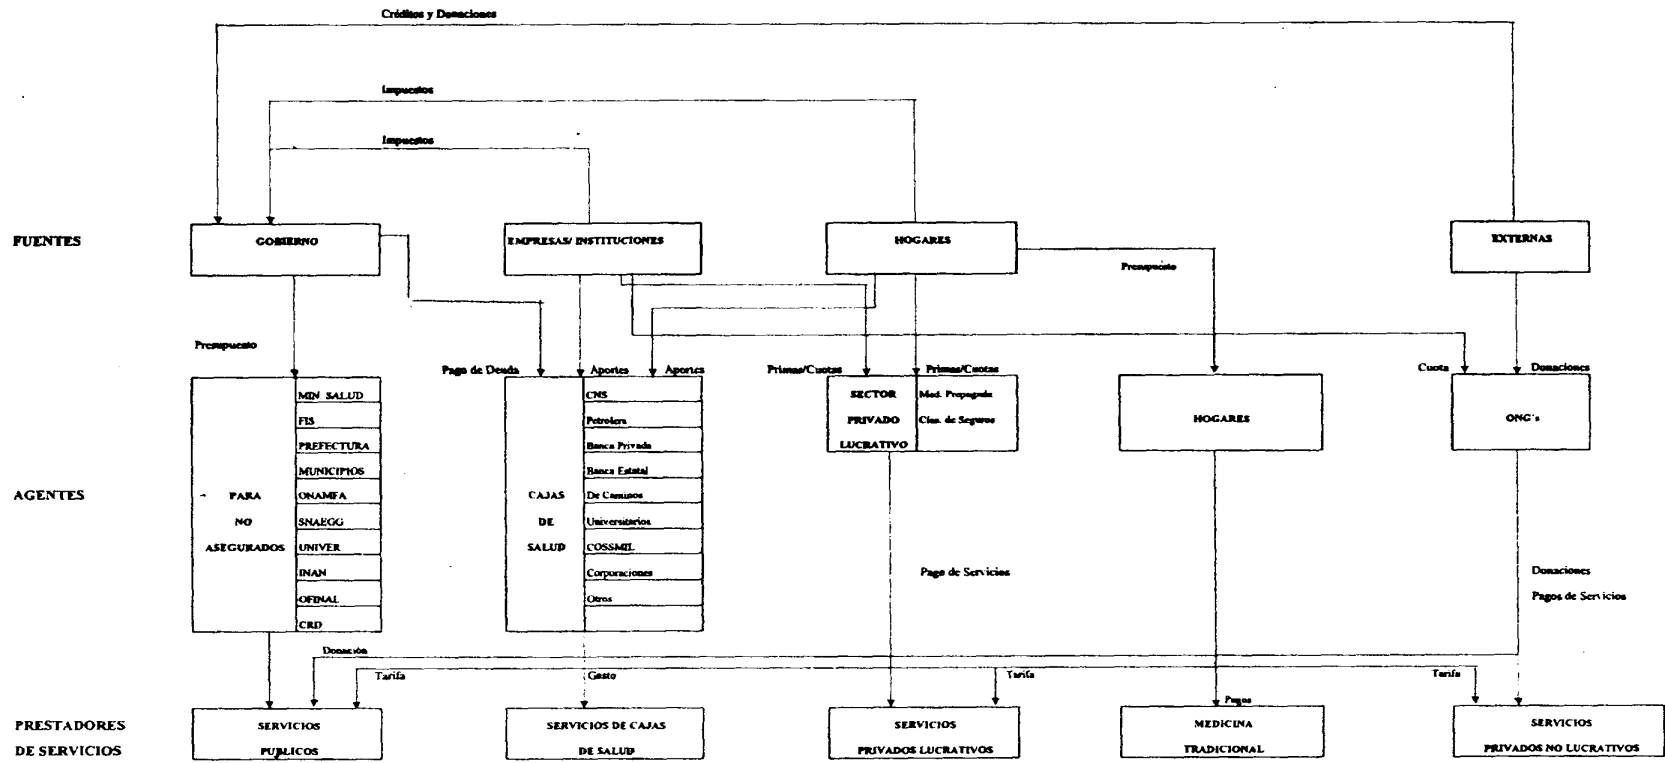 Créditos y Donaciones
Impuestos
Impuestos
FUENTES
GOBIERNO
EMPRESAS/ INSTITUCIONES
HOGARES
EXTERNAS
Presupuesto
Presupuesto
Pago de Deuda
Aportes
Aportes
Primas/Cuotas
Primas/Cuotas
Cuota
Donaciones
AGENTES
PARA
NO
ASEGURADOS
MIN. SALUD
FIS
PREFECTURA
MUNICIPIOS
ONAMFA
SNAEGG
UNIVER
INAN
OFINAL
CRD
CAJAS
DE
SALUD
CNS
Petrolera
Banca Privada
Banca Estatal
De Caminos
Universitarios
COSSMIL
Corporaciones
Otros
SECTOR
PRIVADO
LUCRATIVO
Med. Prepagada
Cías. de Seguros
HOGARES
ONG´s
Pago de Servicios
Donaciones
Pagos de Servicios
Donación
Tarifa
Gasto
Tarifa
Pagos
Tarifa
PRESTADORES
DE SERVICIOS
SERVICIOS
PUBLICOS
SERVICIOS DE CAJAS
DE SALUD
SERVICIOS
PRIVADOS LUCRATIVOS
MEDICINA
TRADICIONAL
SERVICIOS
PRIVADOS NO LUCRATIVOS